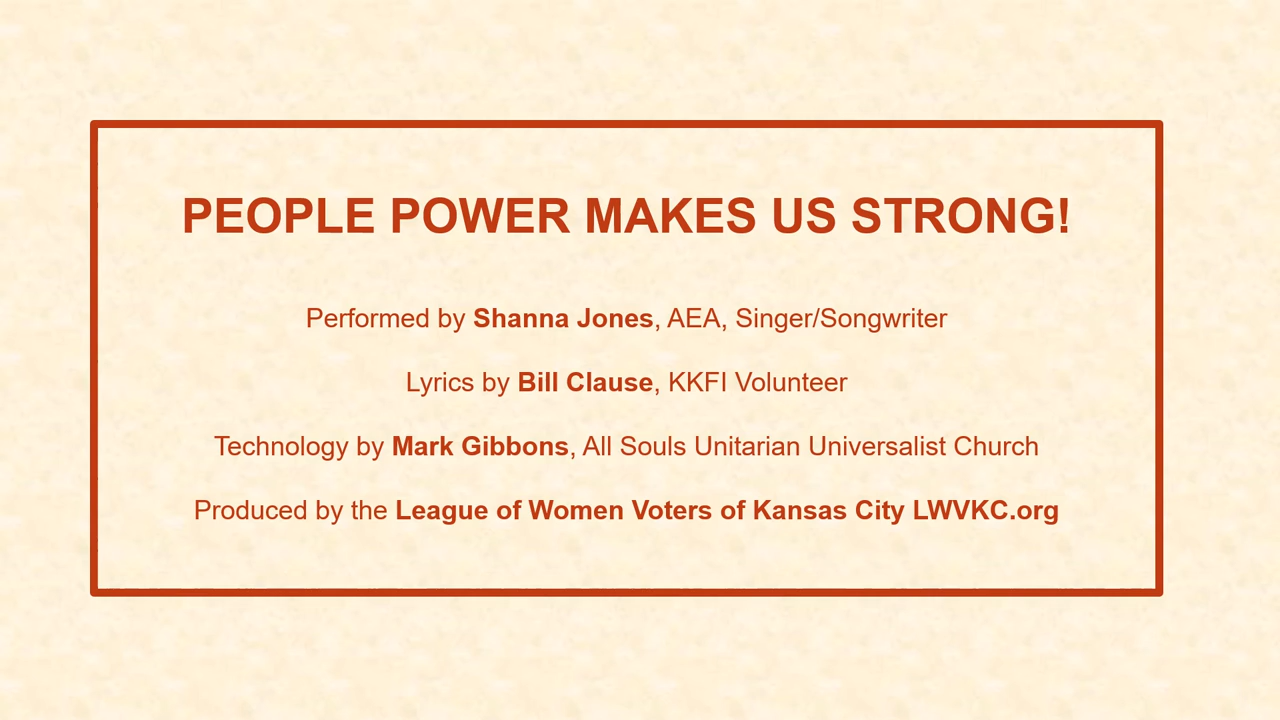 PEOPLE POWER MAKES US STRONG!
Performed by Shanna Jones, AEA, Singer/Songwriter
Lyrics by Bill Clause, KKFI Volunteer
Technology by Mark Gibbons, All Souls Unitarian Universalist Church
Produced by the League of Women Voters of Kansas City LWVKC.org